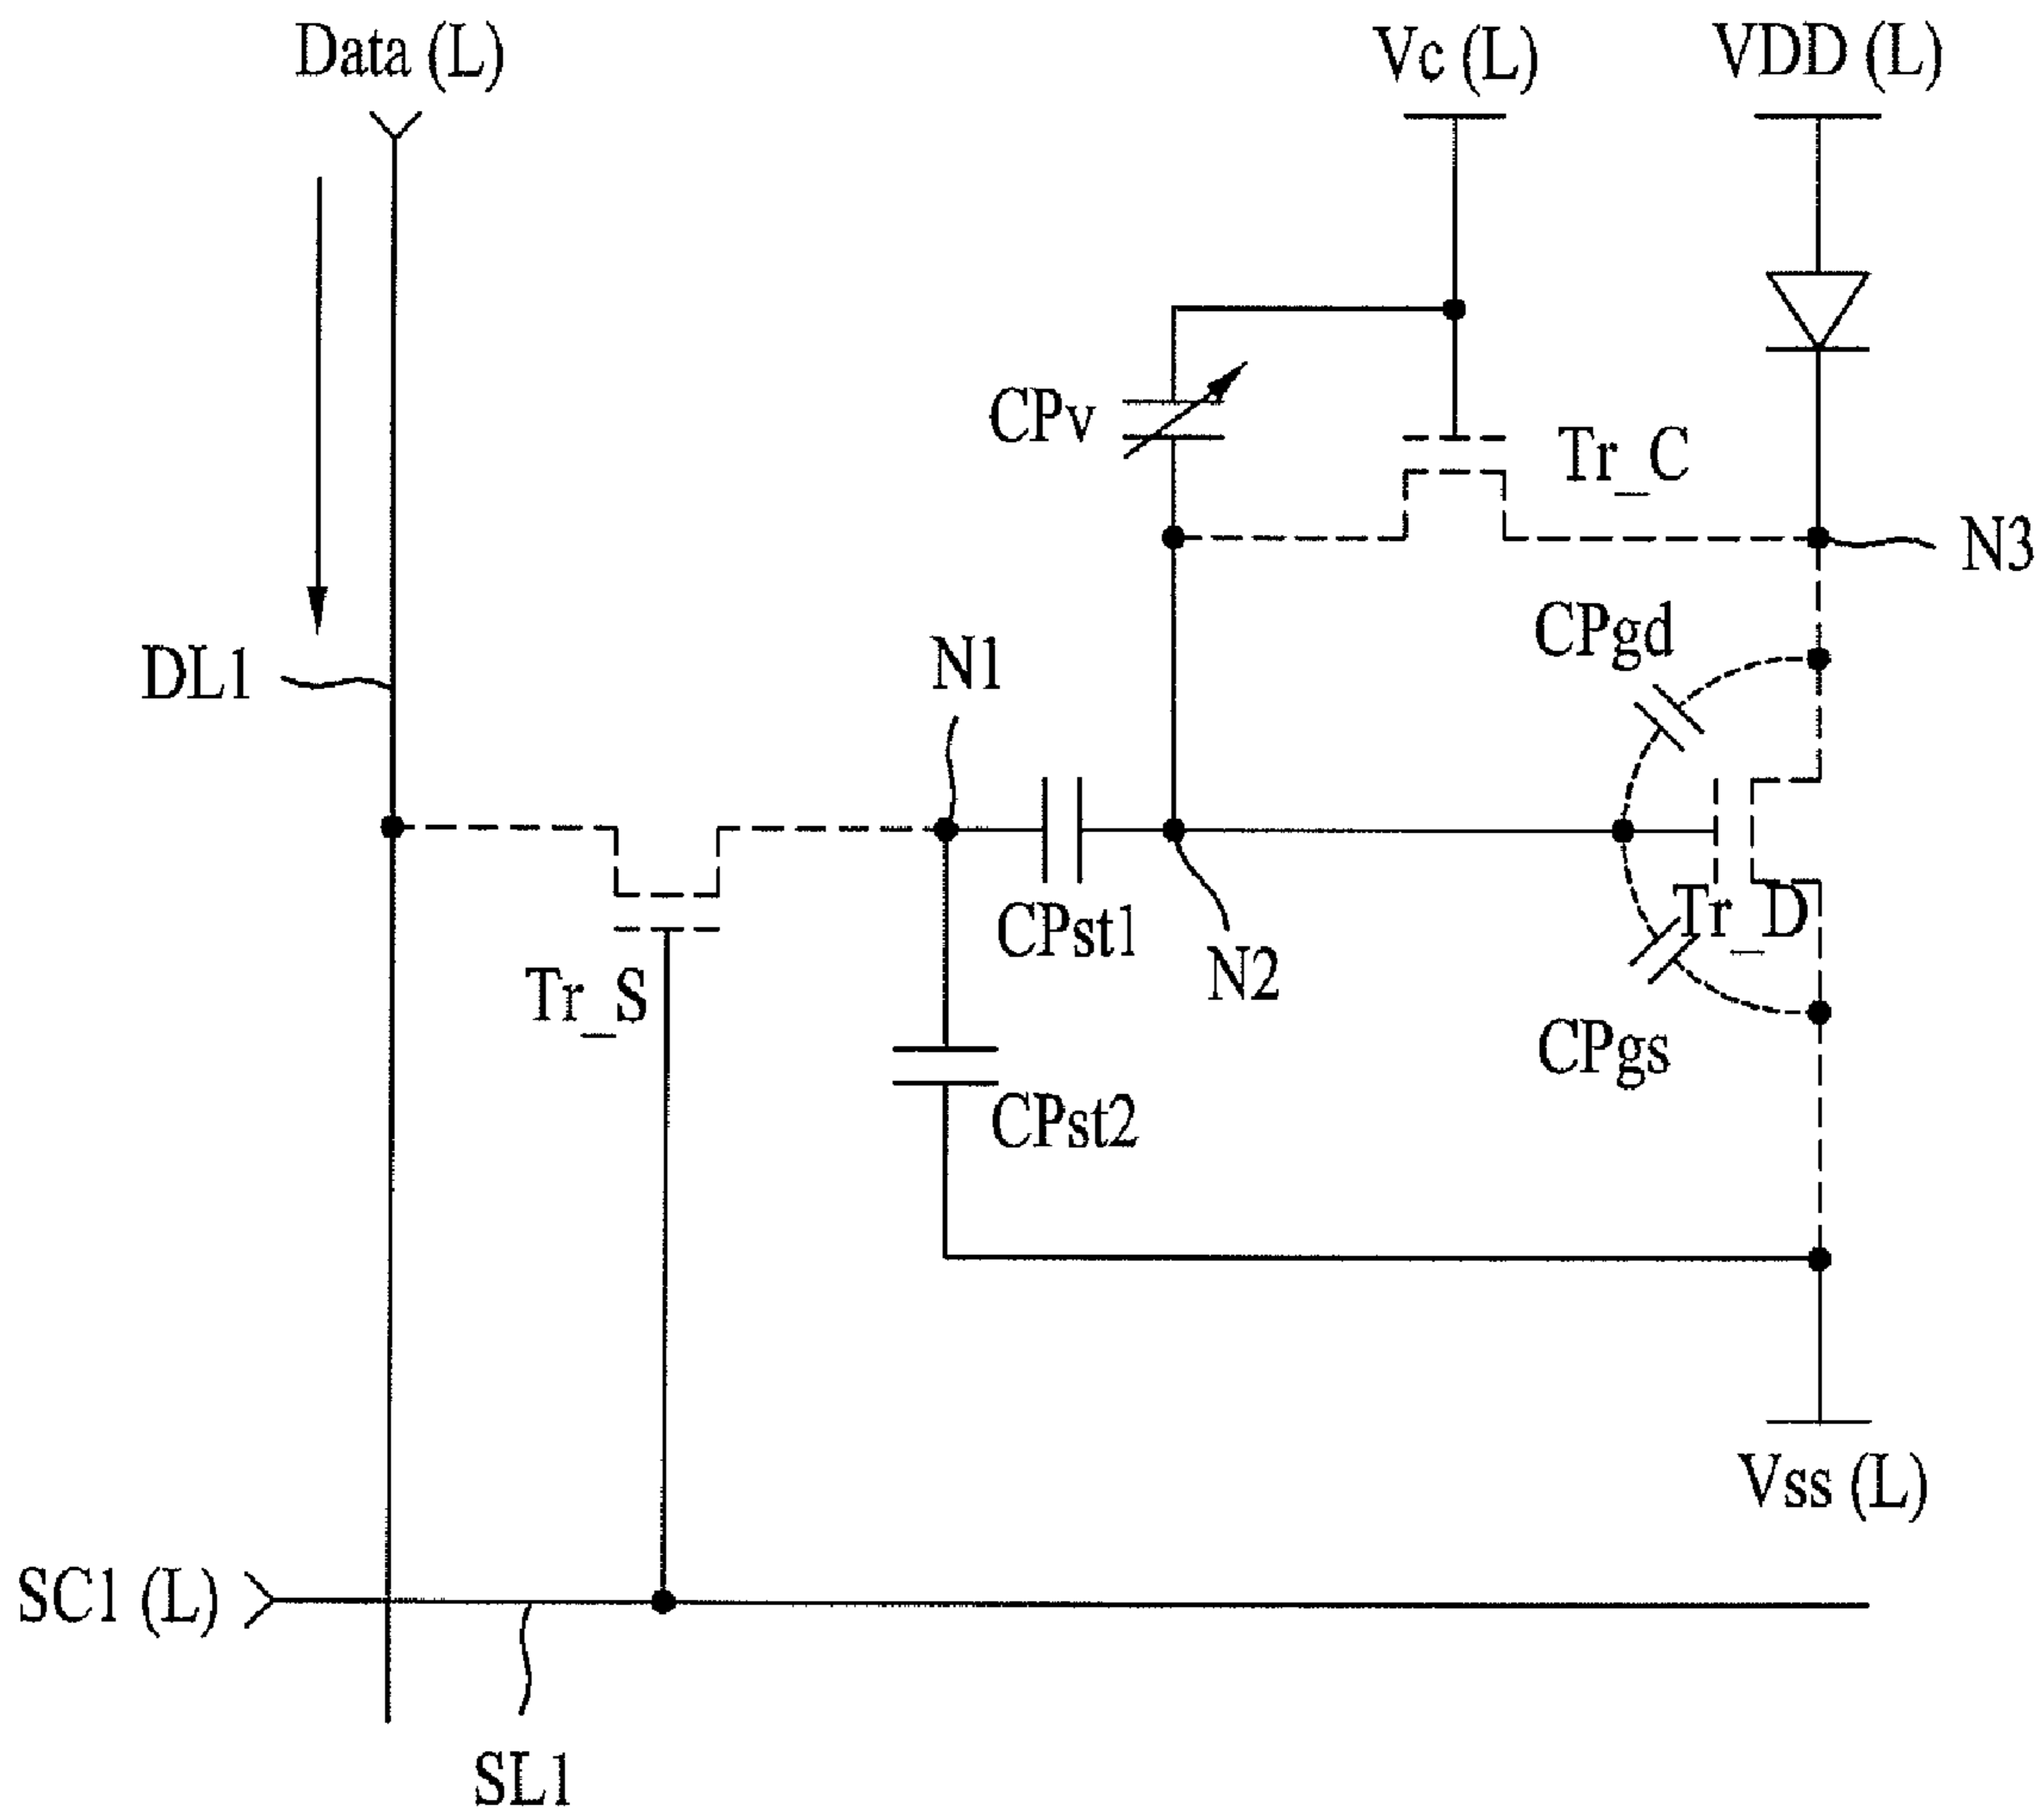 Data (L)
Vc (L)
VDD (L)
CPv
Tr_C
N3
CPgd
N1
DL1
Tr_D
CPst1
N2
Tr_S
CPgs
CPst2
Vss (L)
SC1 (L)
SL1